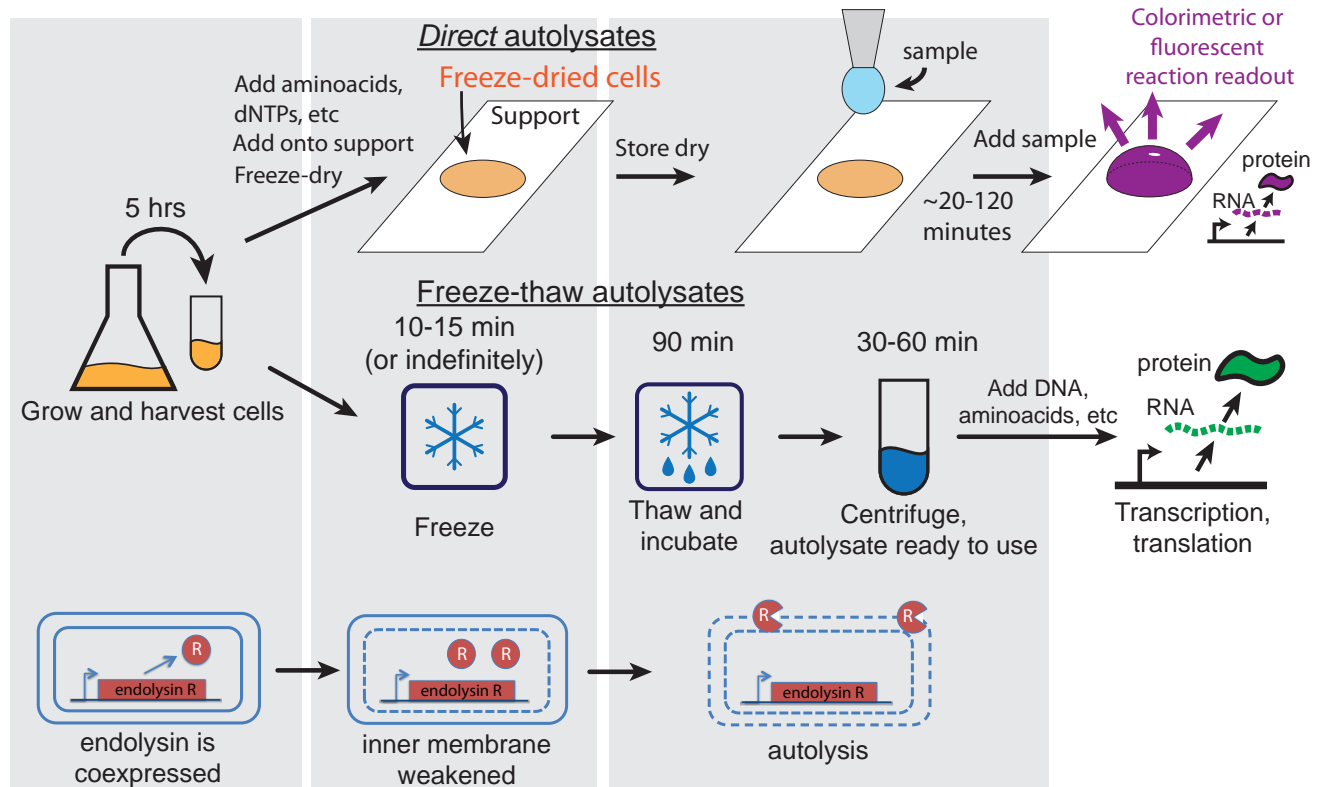 Direct autolysates
Freeze-dried cells
Add aminoacids,
dNTPs, etc
Add onto support
Freeze-dry
Support
Store dry
sample
Add sample
~20-120
minutes
Colorimetric or
fluorescent
reaction readout
protein
RNA
5 hrs
Grow and harvest cells
Freeze-thaw autolysates
10-15 min
(or indefinitely)
Freeze
90 min
Thaw and
incubate
30-60 min
Centrifuge,
autolysate ready to use
Add DNA,
aminoacids, etc
protein
RNA
Transcription,
translation
R
endolysin R
endolysin is
coexpressed
R
R
endolysin R
inner membrane
weakened
R
R
endolysin R
autolysis